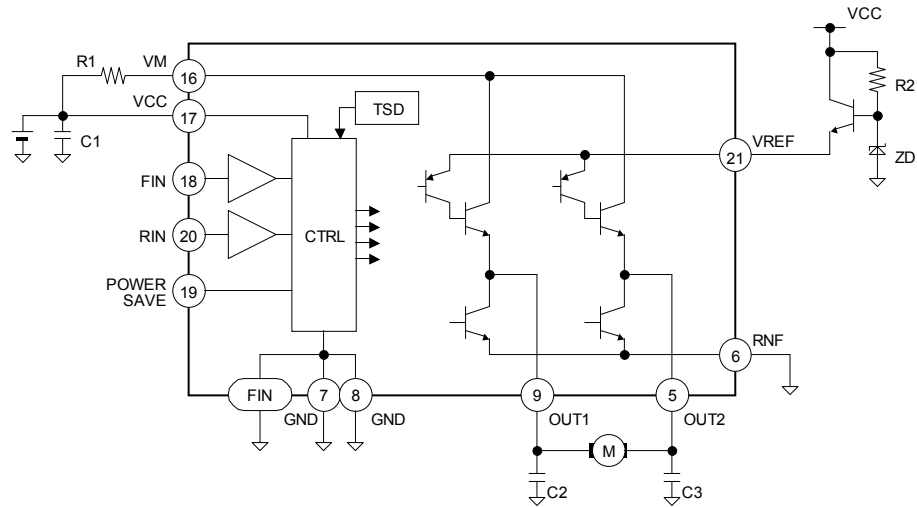 VCC
R1
VM
16
R2
VCC
17
TSD
C1
VREF
21
ZD
FIN
18
RIN
20
CTRL
POWER
SAVE
19
RNF
6
FIN
7
8
GND
GND
9
OUT1
5
OUT2
M
C2
C3